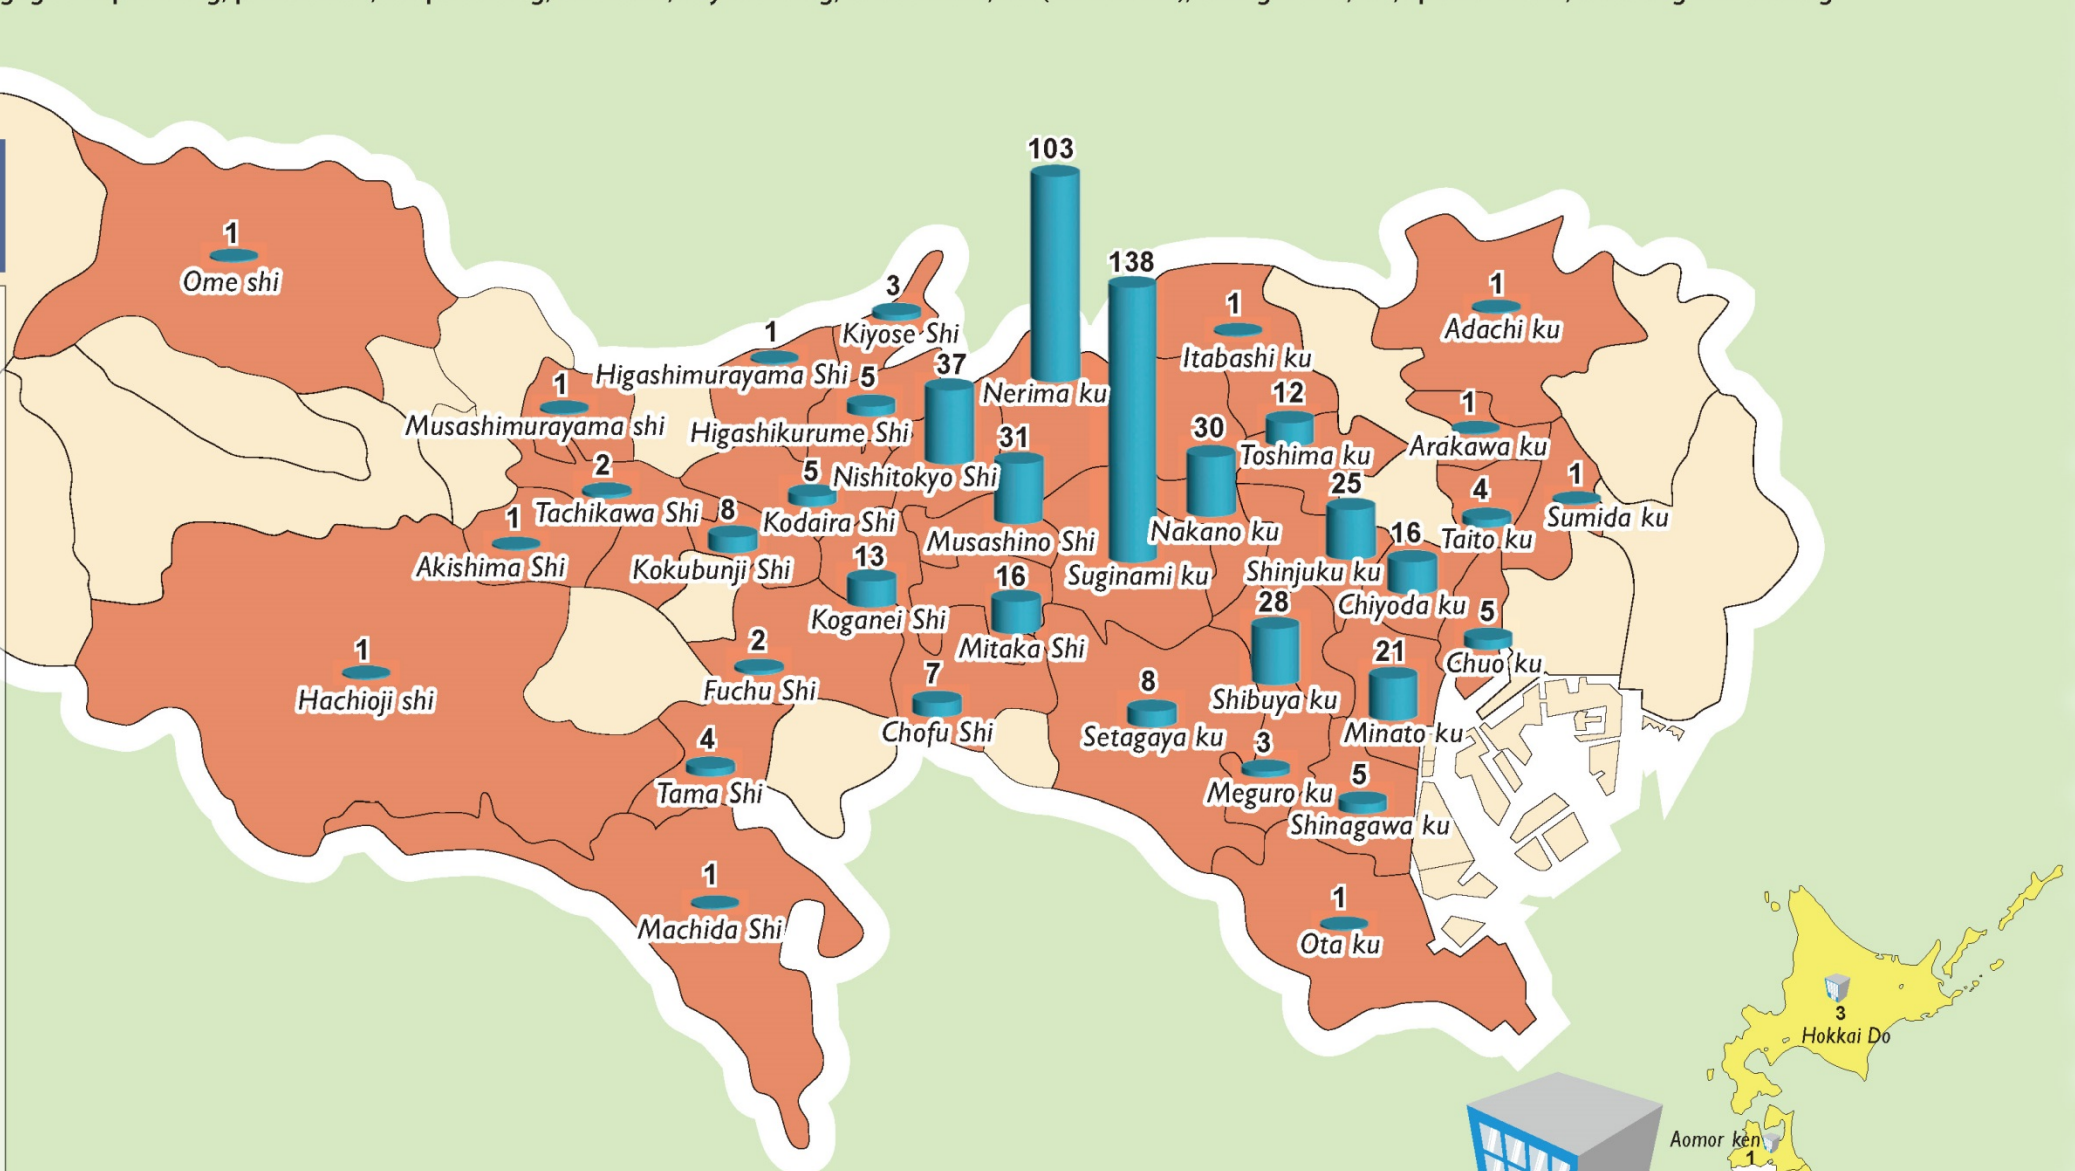 103
138
1
Ome shi
3
Kiyose Shi
1
Itabashi ku
1
Adachi ku
1
Higashimurayama Shi
37
Nishitokyo Shi
Nerima ku
1
Musashimurayama shi
5
Higashikurume Shi
12
Toshima ku
1
Arakawa ku
31
Musashino Shi
30
Nakano ku
2
Tachikawa Shi
5
Kodaira Shi
25
Shinjuku ku
4
Taito ku
1
Sumida ku
1
Akishima Shi
8
Kokubunji Shi
Suginami ku
16
Chiyoda ku
13
Koganei Shi
16
Mitaka Shi
28
Shibuya ku
5
Chuo ku
1
Hachioji shi
2
Fuchu Shi
7
Chofu Shi
8
Setagaya ku
21
Minato ku
4
Tama Shi
3
Meguro ku
5
Shinagawa ku
1
Machida Shi
1
Ota ku
3
Hokkai Do
Aomor ken
1